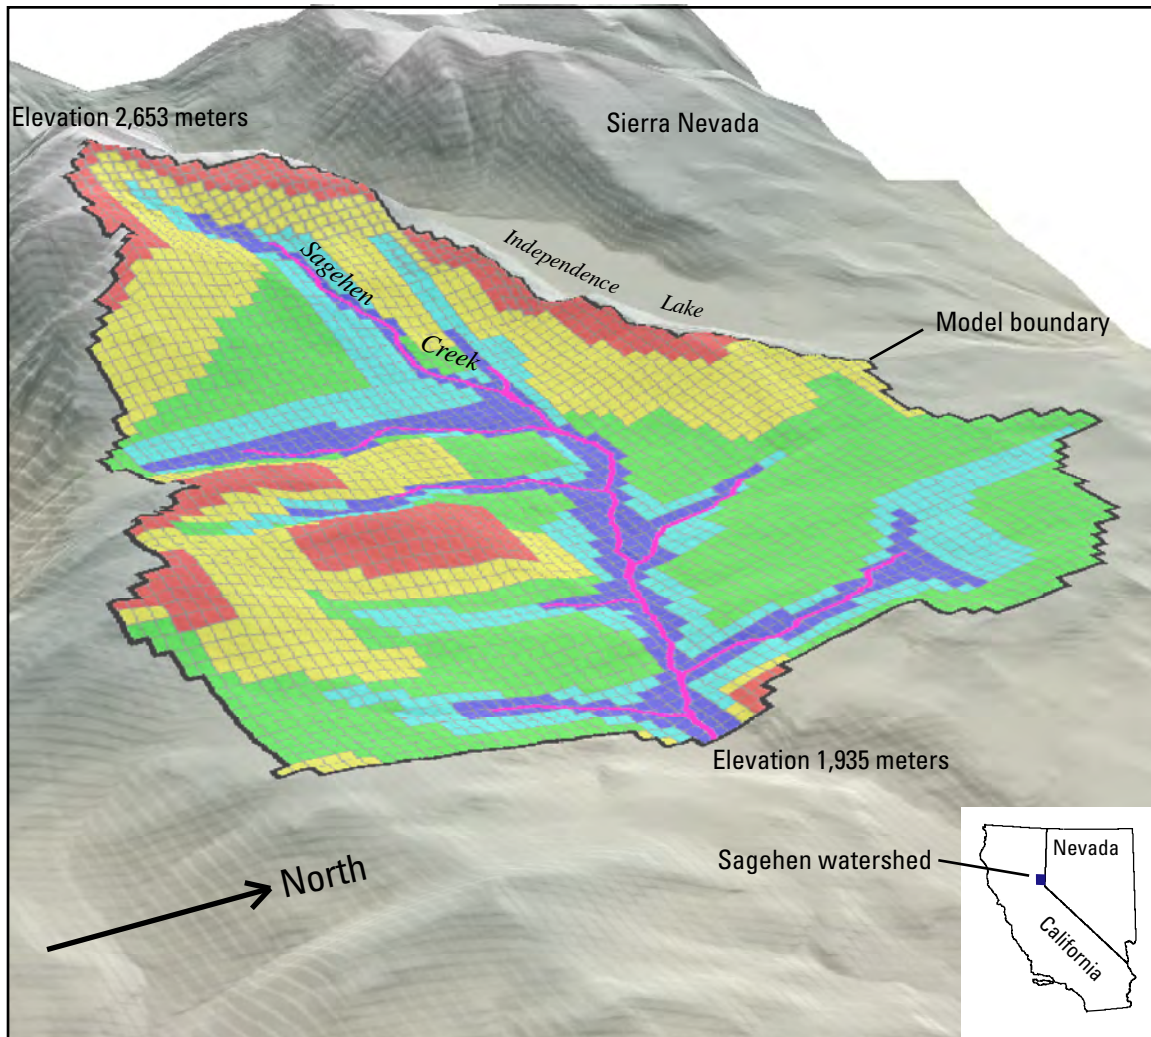 Elevation 2,653 meters
Sierra Nevada
Independence Lake
Sagehen Creek
Model boundary
Elevation 1,935 meters
North
Sagehen watershed
Nevada
California